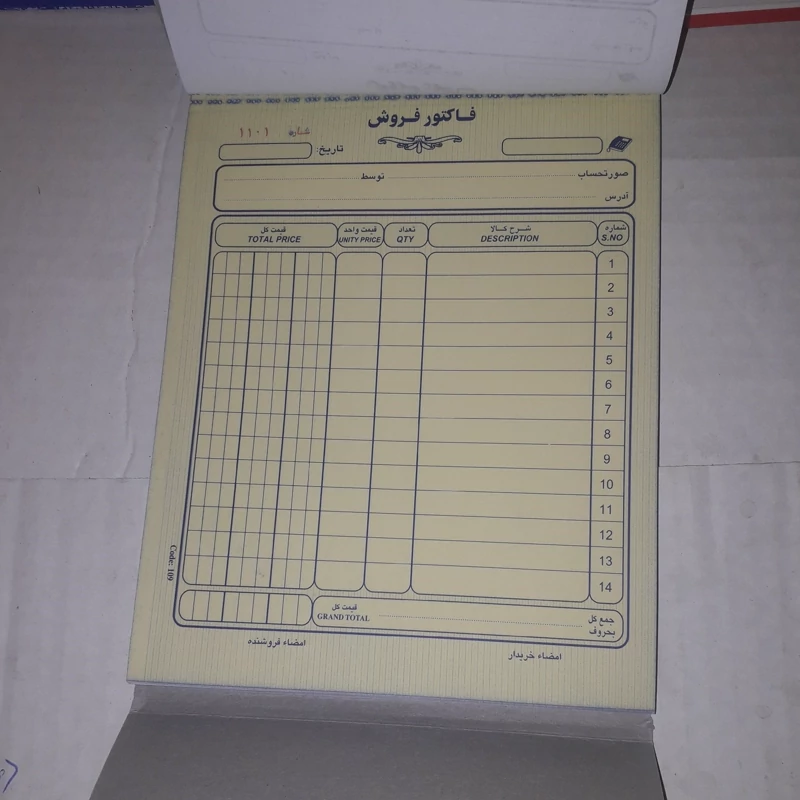 فاکتور فروش
شماره ۱۱۰۱
تاریخ:
صورتحساب توسط
آدرس
شماره شرح کالا تعداد قیمت واحد قیمت کل
S.NO DESCRIPTION QTY UNITY PRICE TOTAL PRICE
1
2
3
4
5
6
7
8
9
10
11
12
13
14
جمع کل قیمت کل
بحروف GRAND TOTAL
امضاء خریدار امضاء فروشنده
Code: 109